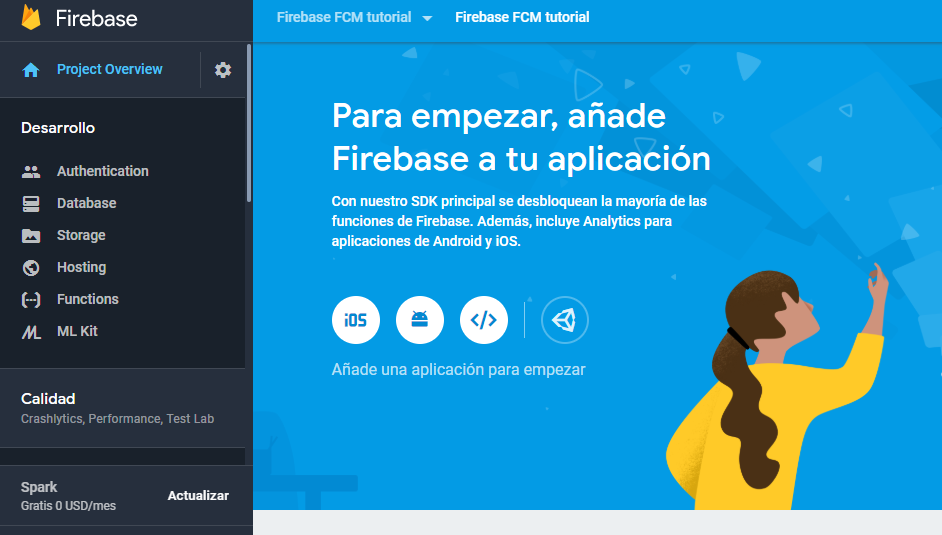 Firebase
Project Overview
Desarrollo
Authentication
Database
Storage
Hosting
Functions
ML Kit
Calidad
Crashlytics, Performance, Test Lab
Spark
Gratis 0 USD/mes
Actualizar
Firebase FCM tutorial
Firebase FCM tutorial
Para empezar, añade
Firebase a tu aplicación
Con nuestro SDK principal se desbloquean la mayoría de las
funciones de Firebase. Además, incluye Analytics para
aplicaciones de Android y iOS.
iOS
Añade una aplicación para empezar